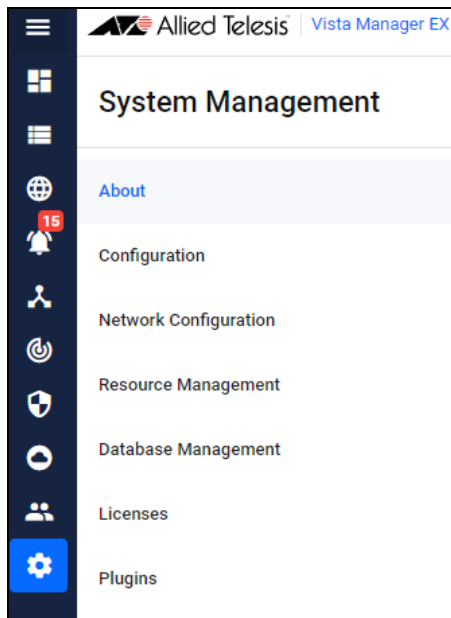 Allied Telesis Vista Manager EX
System Management
About
15
Configuration
Network Configuration
Resource Management
Database Management
Licenses
Plugins